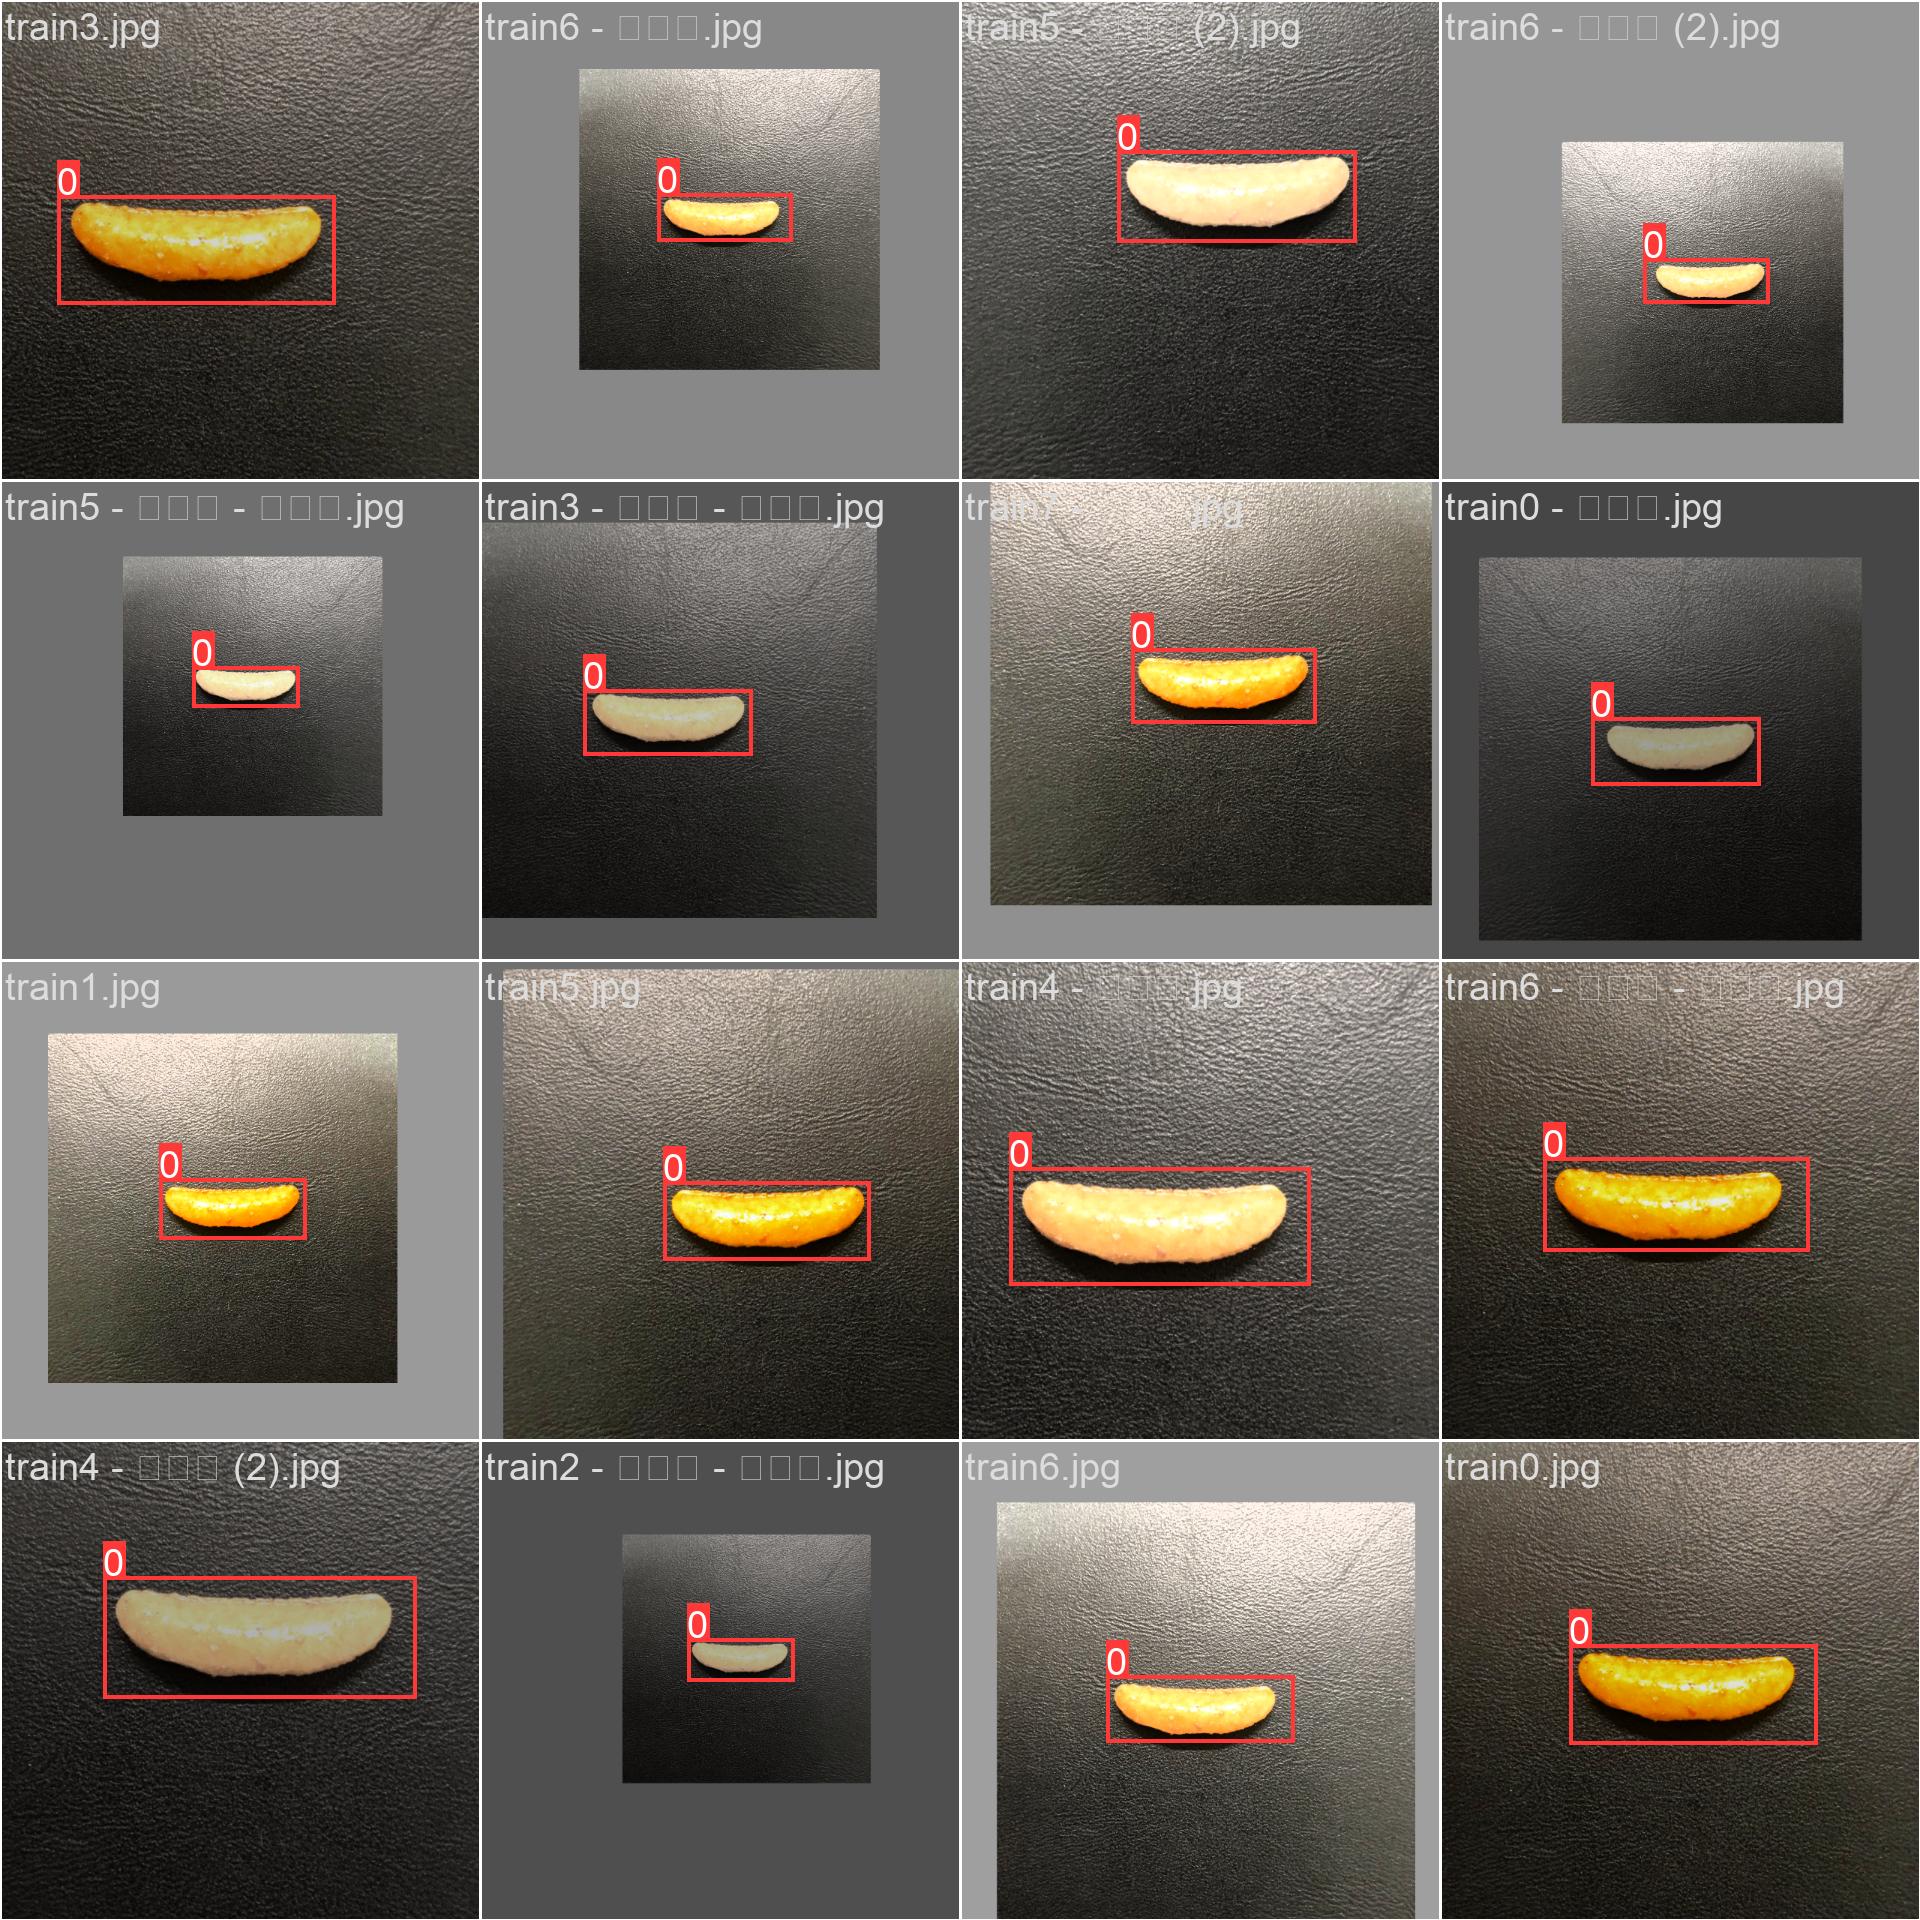 train3.jpg
train6 - □□□.jpg
train5 - □□□ (2).jpg
train6 - □□□ (2).jpg
0
0
0
0
train5 - □□□ - □□□.jpg
train3 - □□□ - □□□.jpg
train7 - □□□.jpg
train0 - □□□.jpg
0
0
0
0
train1.jpg
train5.jpg
train4 - □□□.jpg
train6 - □□□ - □□□.jpg
0
0
0
0
train4 - □□□ (2).jpg
train2 - □□□ - □□□.jpg
train6.jpg
train0.jpg
0
0
0
0